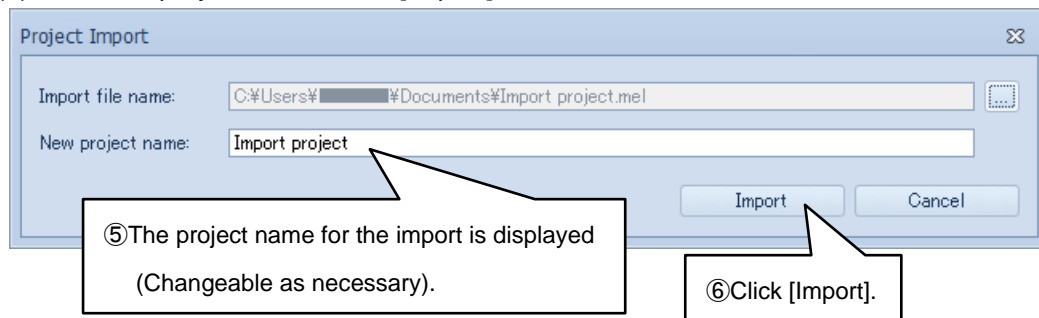 Project Import
Import file name: C:¥Users¥ ¥Documents¥Import project.mel ...
New project name: Import project
Import Cancel
⑤The project name for the import is displayed
(Changeable as necessary).
⑥Click [Import].